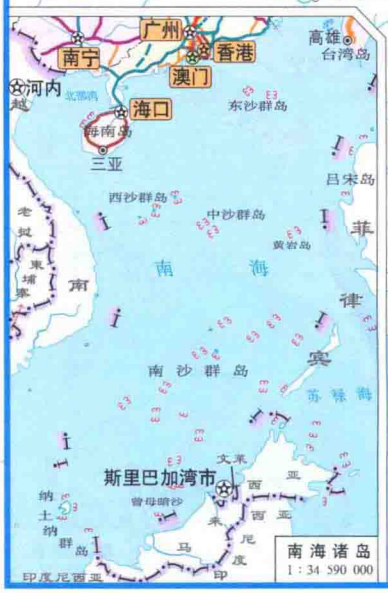 广州
南宁
香港
澳门
高雄
台湾岛
河内
越
北部湾
海口
海南岛
三亚
东沙群岛
吕宋岛
西沙群岛
中沙群岛
黄岩岛
菲
律
宾
老
挝
柬
埔
寨
南
南海
南沙群岛
苏禄海
文莱
斯里巴加湾市
曾母暗沙
马
来
西
亚
西
亚
纳
土
纳
群
岛
印
度
尼
印度尼西亚
南海诸岛
1:34 590 000